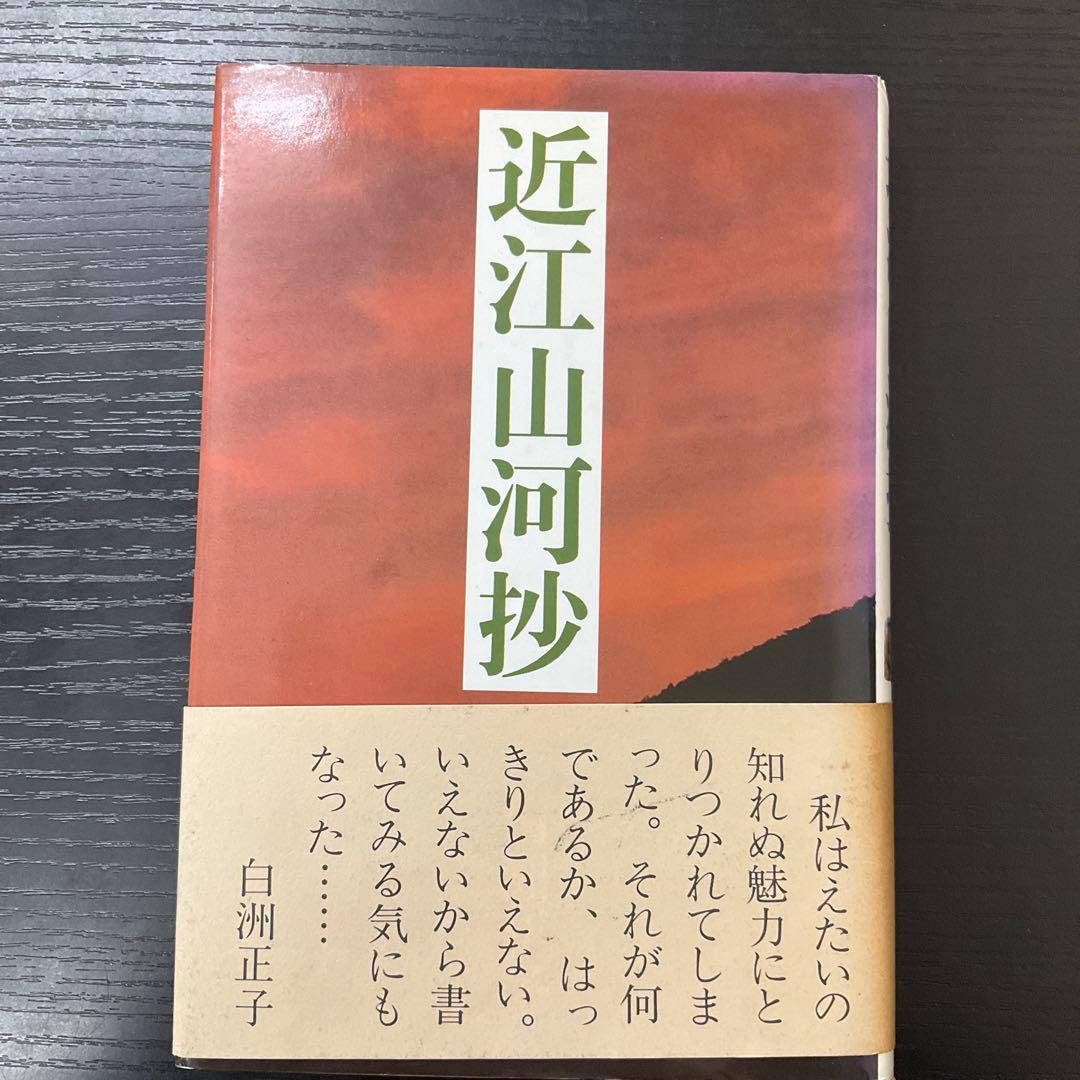 近江山河抄
私はえたいの
知れぬ魅力にと
りつかれてしま
った。それが何
であるか、はっ
きりといえない。
いえないから書
いてみる気にも
なった……
白洲正子